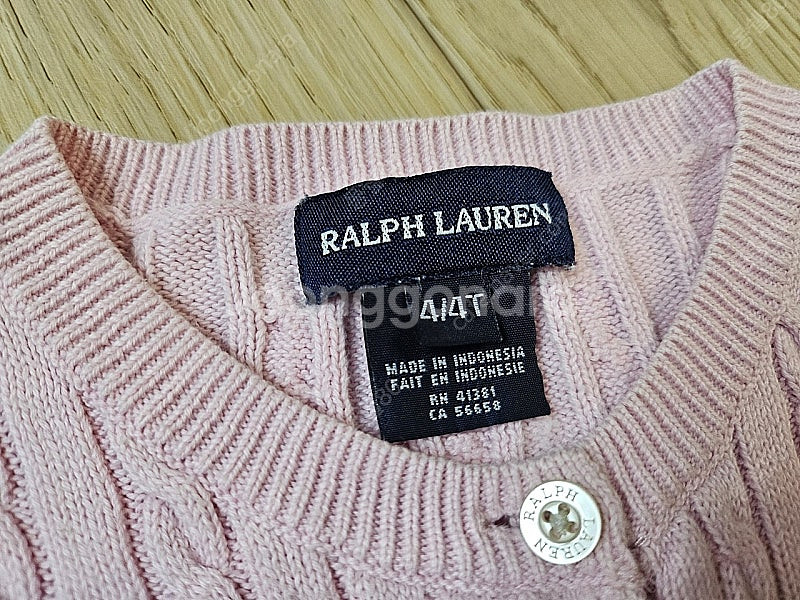 RALPH LAUREN
4/4T
MADE IN INDONESIA
FAIT EN INDONESIE
RN 41381
CA 56658
RALPH LAUREN